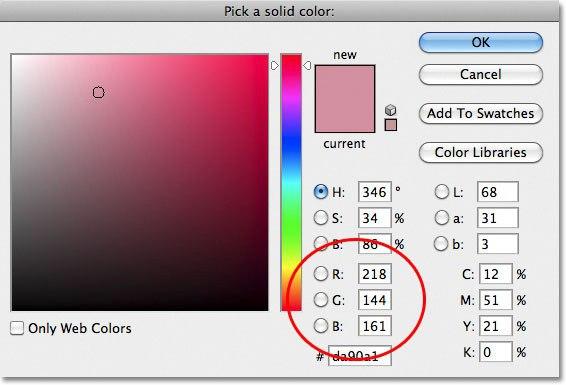 Pick a solid color:
new
current
OK
Cancel
Add To Swatches
Color Libraries
H: 346 °
S: 34 %
B: 86 %
R: 218
G: 144
B: 161
# da90a1
L: 68
a: 31
b: 3
C: 12 %
M: 51 %
Y: 21 %
K: 0 %
Only Web Colors